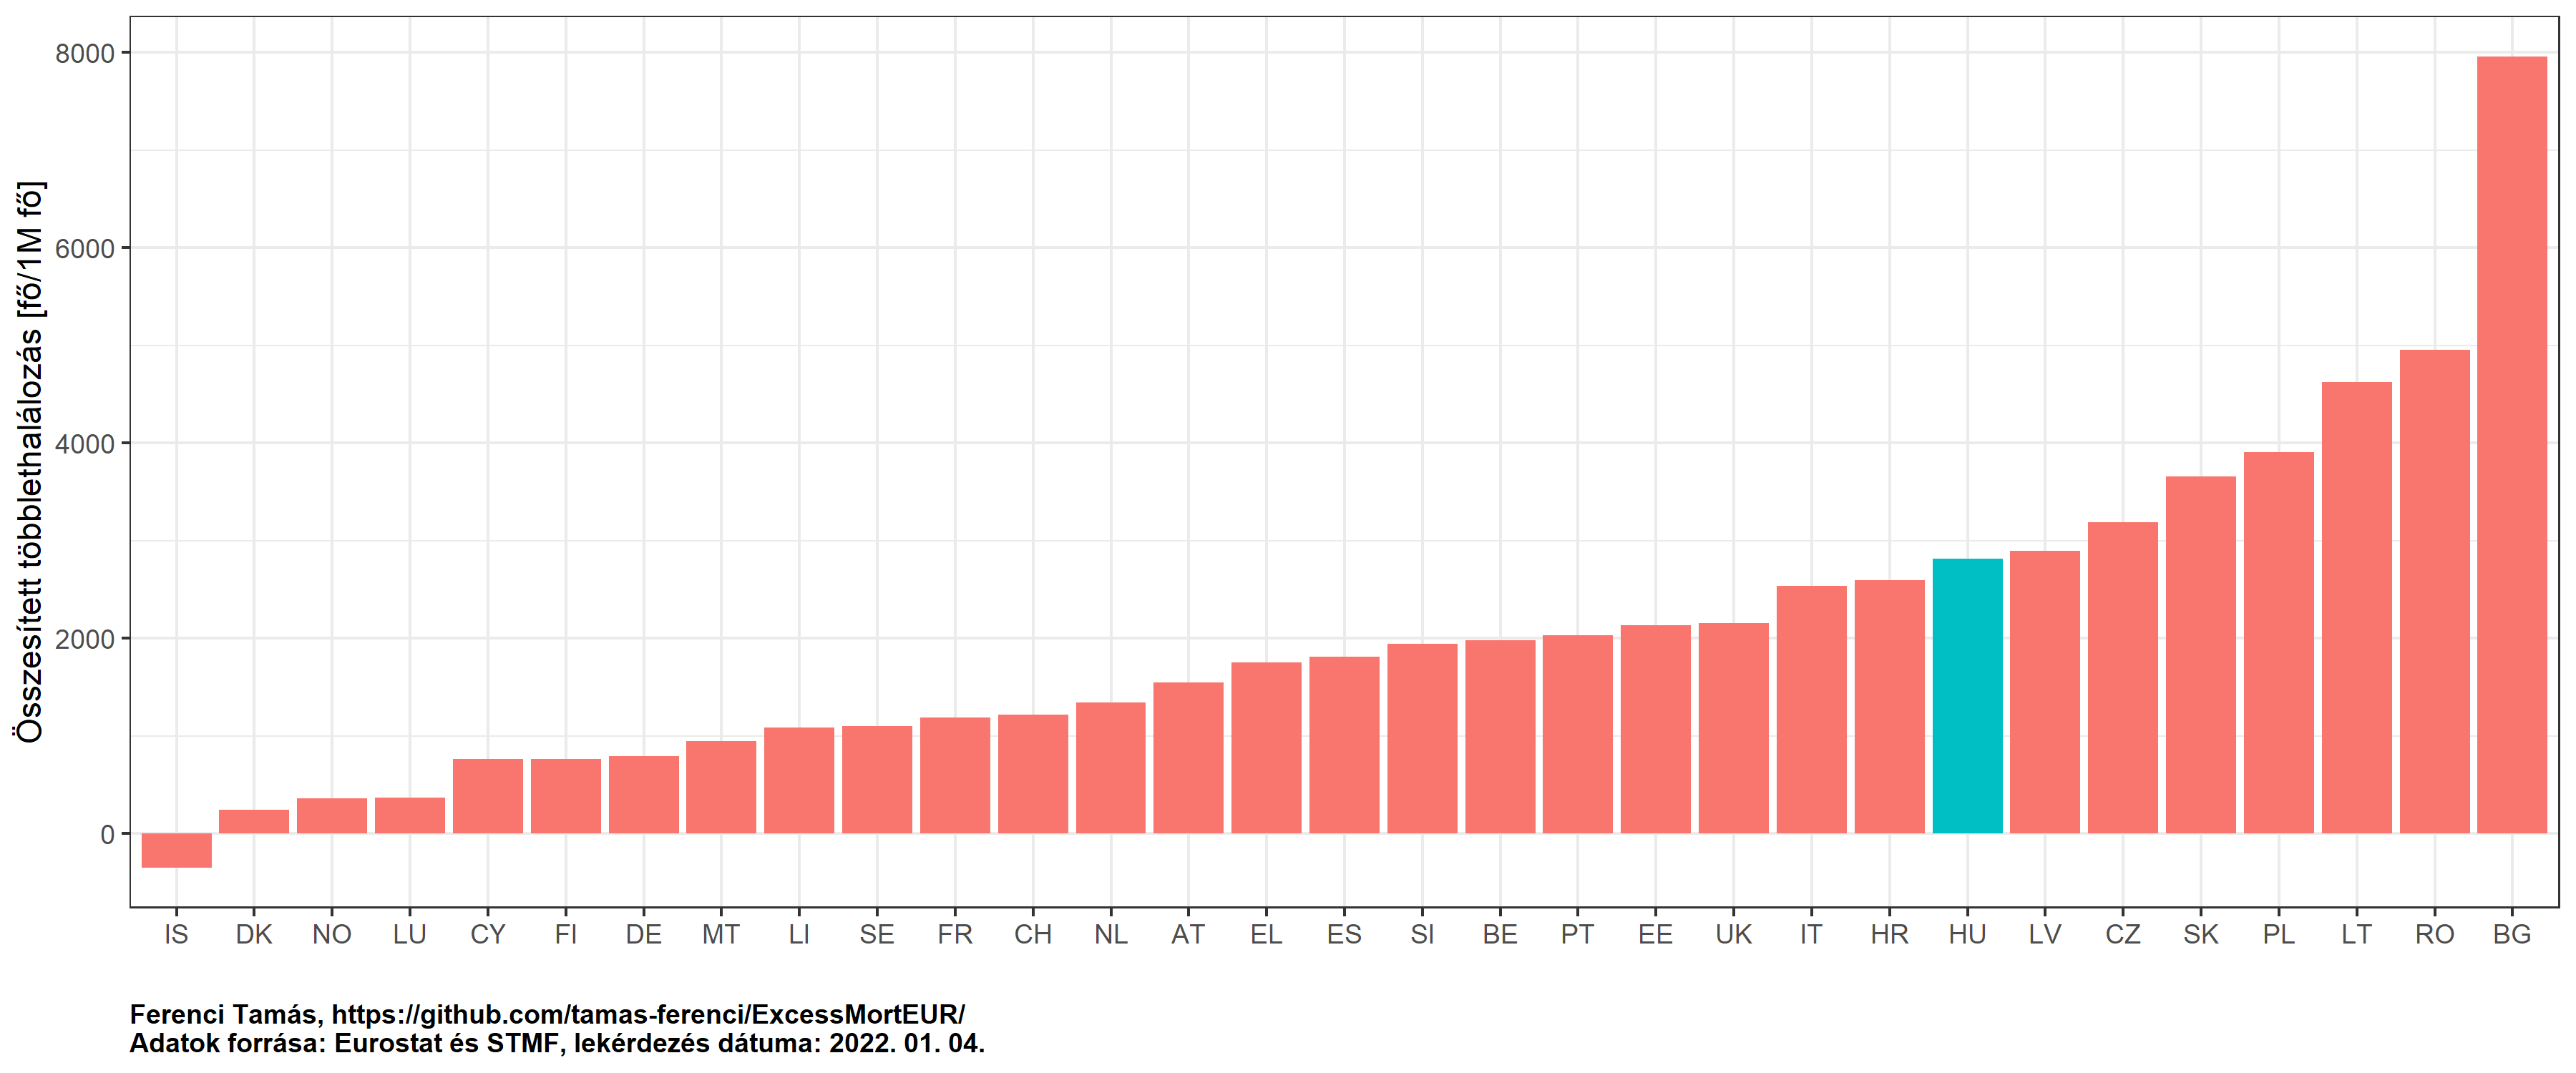 Összesített többlethalálozás [fő/1M fő]
8000
6000
4000
2000
0
IS DK NO LU CY FI DE MT LI SE FR CH NL AT EL ES SI BE PT EE UK IT HR HU LV CZ SK PL LT RO BG
Ferenci Tamás, https://github.com/tamas-ferenci/ExcessMortEUR/
Adatok forrása: Eurostat és STMF, lekérdezés dátuma: 2022. 01. 04.